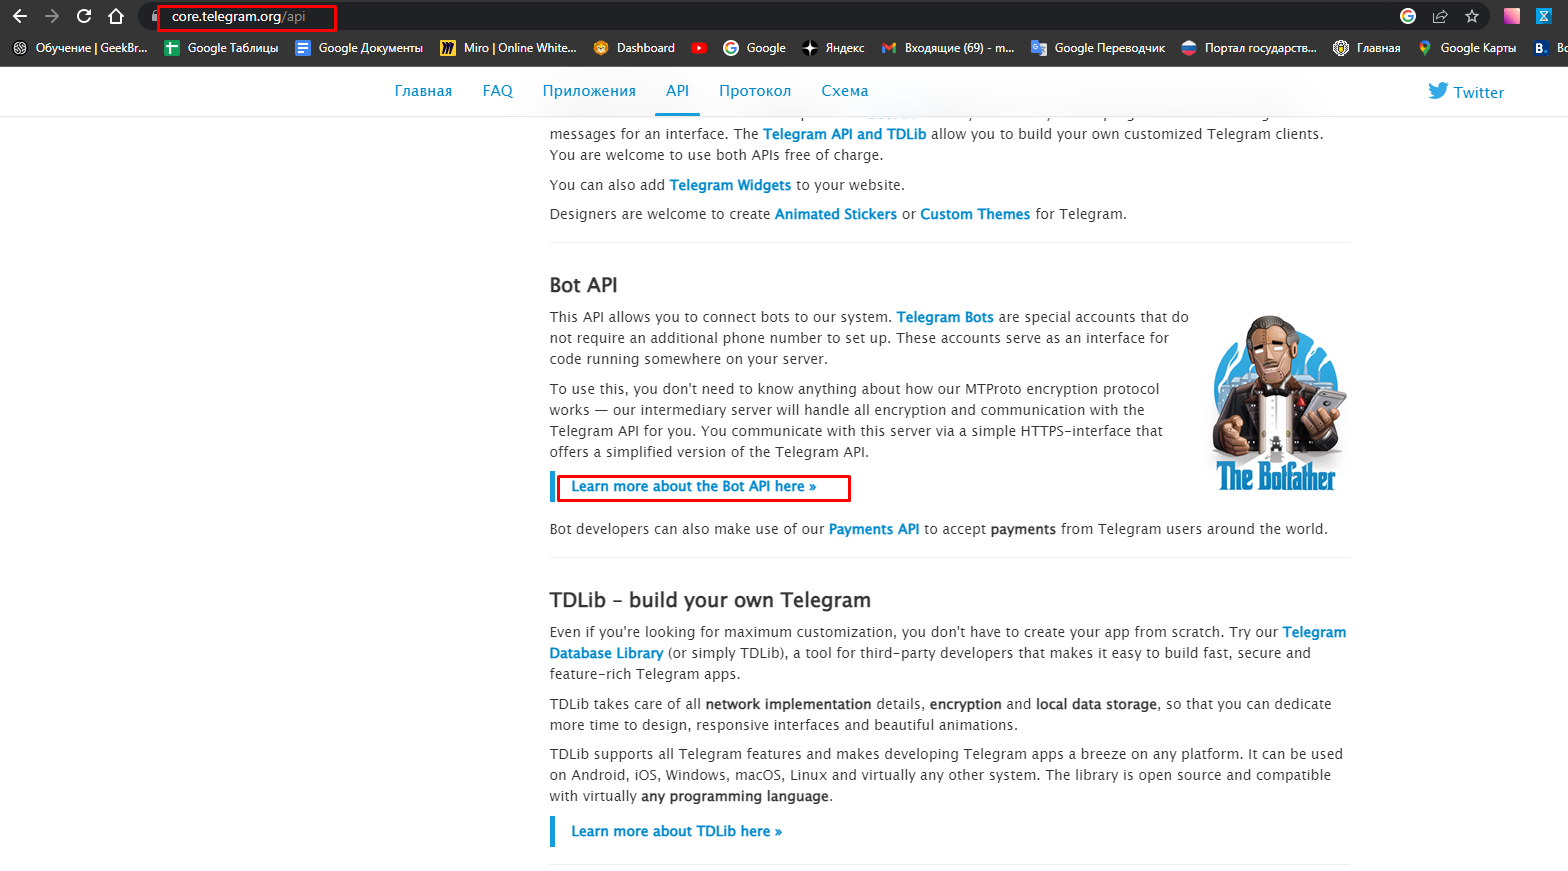 core.telegram.org/api
Обучение | GeekBr...
Google Таблицы
Google Документы
Miro | Online White...
Dashboard
Google
Яндекс
Входящие (69) - m...
Google Переводчик
Портал государств...
Главная
Google Карты
B.
Главная
FAQ
Приложения
API
Протокол
Схема
Twitter
messages for an interface. The Telegram API and TDLib allow you to build your own customized Telegram clients.
You are welcome to use both APIs free of charge.
You can also add Telegram Widgets to your website.
Designers are welcome to create Animated Stickers or Custom Themes for Telegram.
Bot API
This API allows you to connect bots to our system. Telegram Bots are special accounts that do
not require an additional phone number to set up. These accounts serve as an interface for
code running somewhere on your server.
To use this, you don't need to know anything about how our MTProto encryption protocol
works — our intermediary server will handle all encryption and communication with the
Telegram API for you. You communicate with this server via a simple HTTPS-interface that
offers a simplified version of the Telegram API.
The Botfather
Learn more about the Bot API here »
Bot developers can also make use of our Payments API to accept payments from Telegram users around the world.
TDLib – build your own Telegram
Even if you're looking for maximum customization, you don't have to create your app from scratch. Try our Telegram
Database Library (or simply TDLib), a tool for third-party developers that makes it easy to build fast, secure and
feature-rich Telegram apps.
TDLib takes care of all network implementation details, encryption and local data storage, so that you can dedicate
more time to design, responsive interfaces and beautiful animations.
TDLib supports all Telegram features and makes developing Telegram apps a breeze on any platform. It can be used
on Android, iOS, Windows, macOS, Linux and virtually any other system. The library is open source and compatible
with virtually any programming language.
Learn more about TDLib here »